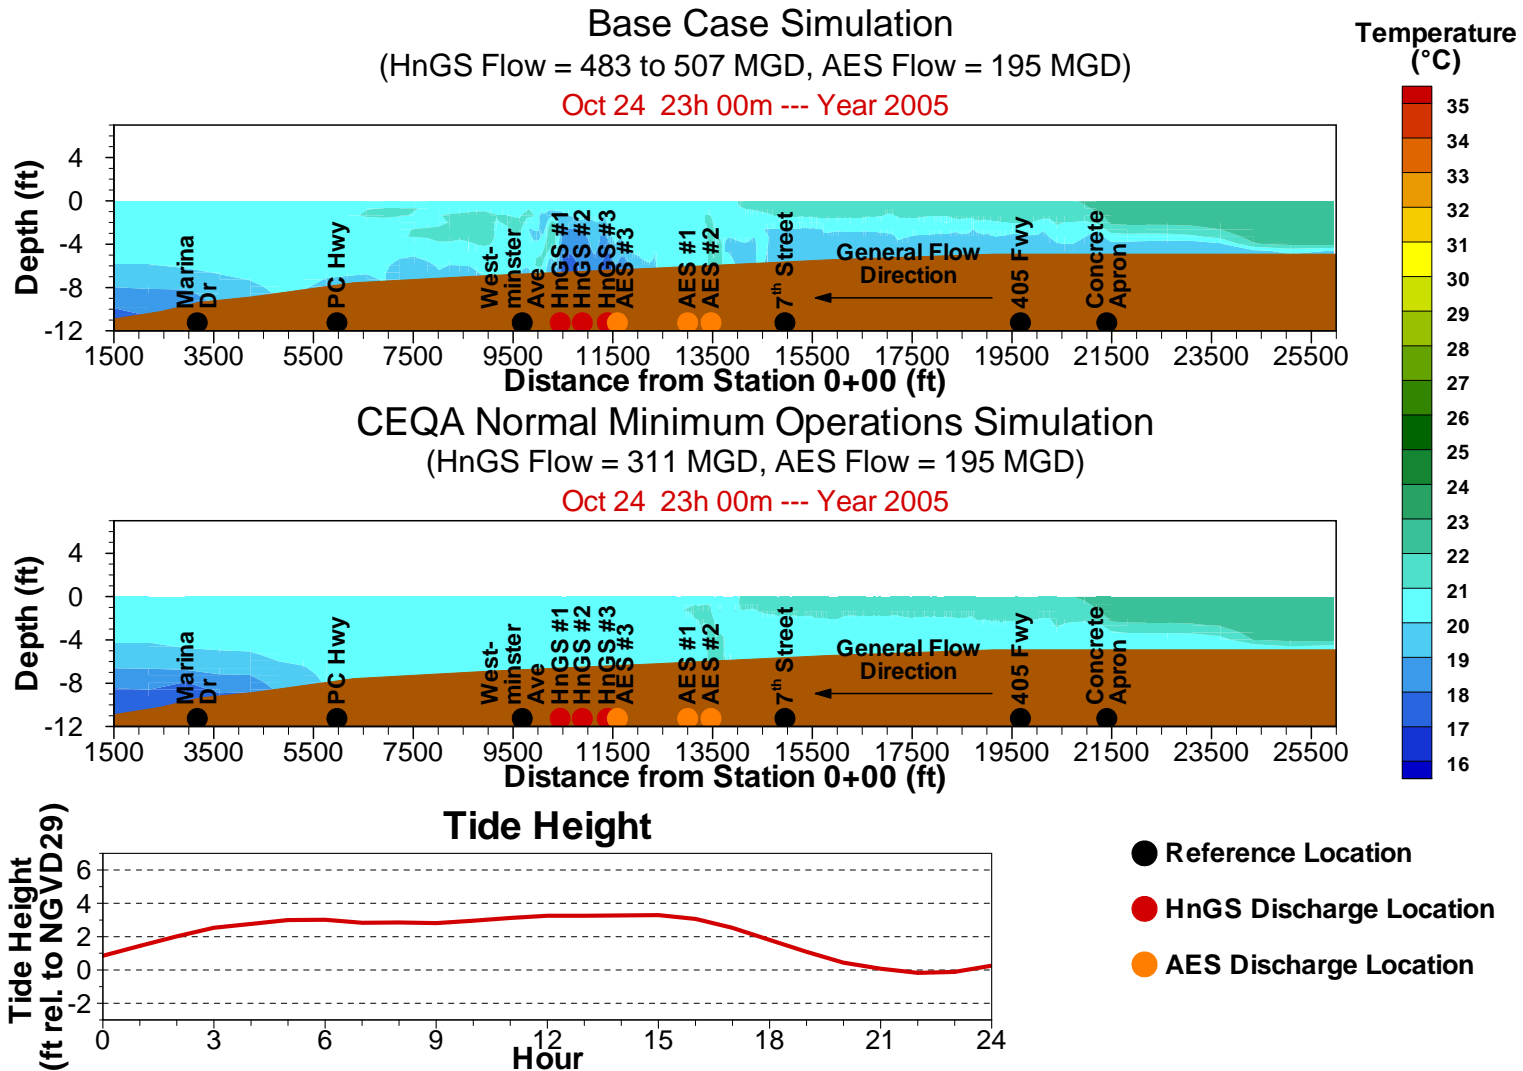 Base Case Simulation
(HnGS Flow = 483 to 507 MGD, AES Flow = 195 MGD)
Oct 24  23h 00m --- Year 2005
Depth (ft)
4
0
-4
-8
-12
Marina
Dr
PC Hwy
West-
minster
Ave
HnGS #1
HnGS #2
HnGS #3
AES #3
AES #1
AES #2
7th Street
General Flow
Direction
405 Fwy
Concrete
Apron
1500 3500 5500 7500 9500 11500 13500 15500 17500 19500 21500 23500 25500
Distance from Station 0+00 (ft)
CEQA Normal Minimum Operations Simulation
(HnGS Flow = 311 MGD, AES Flow = 195 MGD)
Oct 24  23h 00m --- Year 2005
Depth (ft)
4
0
-4
-8
-12
Marina
Dr
PC Hwy
West-
minster
Ave
HnGS #1
HnGS #2
HnGS #3
AES #3
AES #1
AES #2
7th Street
General Flow
Direction
405 Fwy
Concrete
Apron
1500 3500 5500 7500 9500 11500 13500 15500 17500 19500 21500 23500 25500
Distance from Station 0+00 (ft)
Temperature
(°C)
35
34
33
32
31
30
29
28
27
26
25
24
23
22
21
20
19
18
17
16
Tide Height
Tide Height
(ft rel. to NGVD29)
6
4
2
0
-2
0 3 6 9 12 15 18 21 24
Hour
Reference Location
HnGS Discharge Location
AES Discharge Location